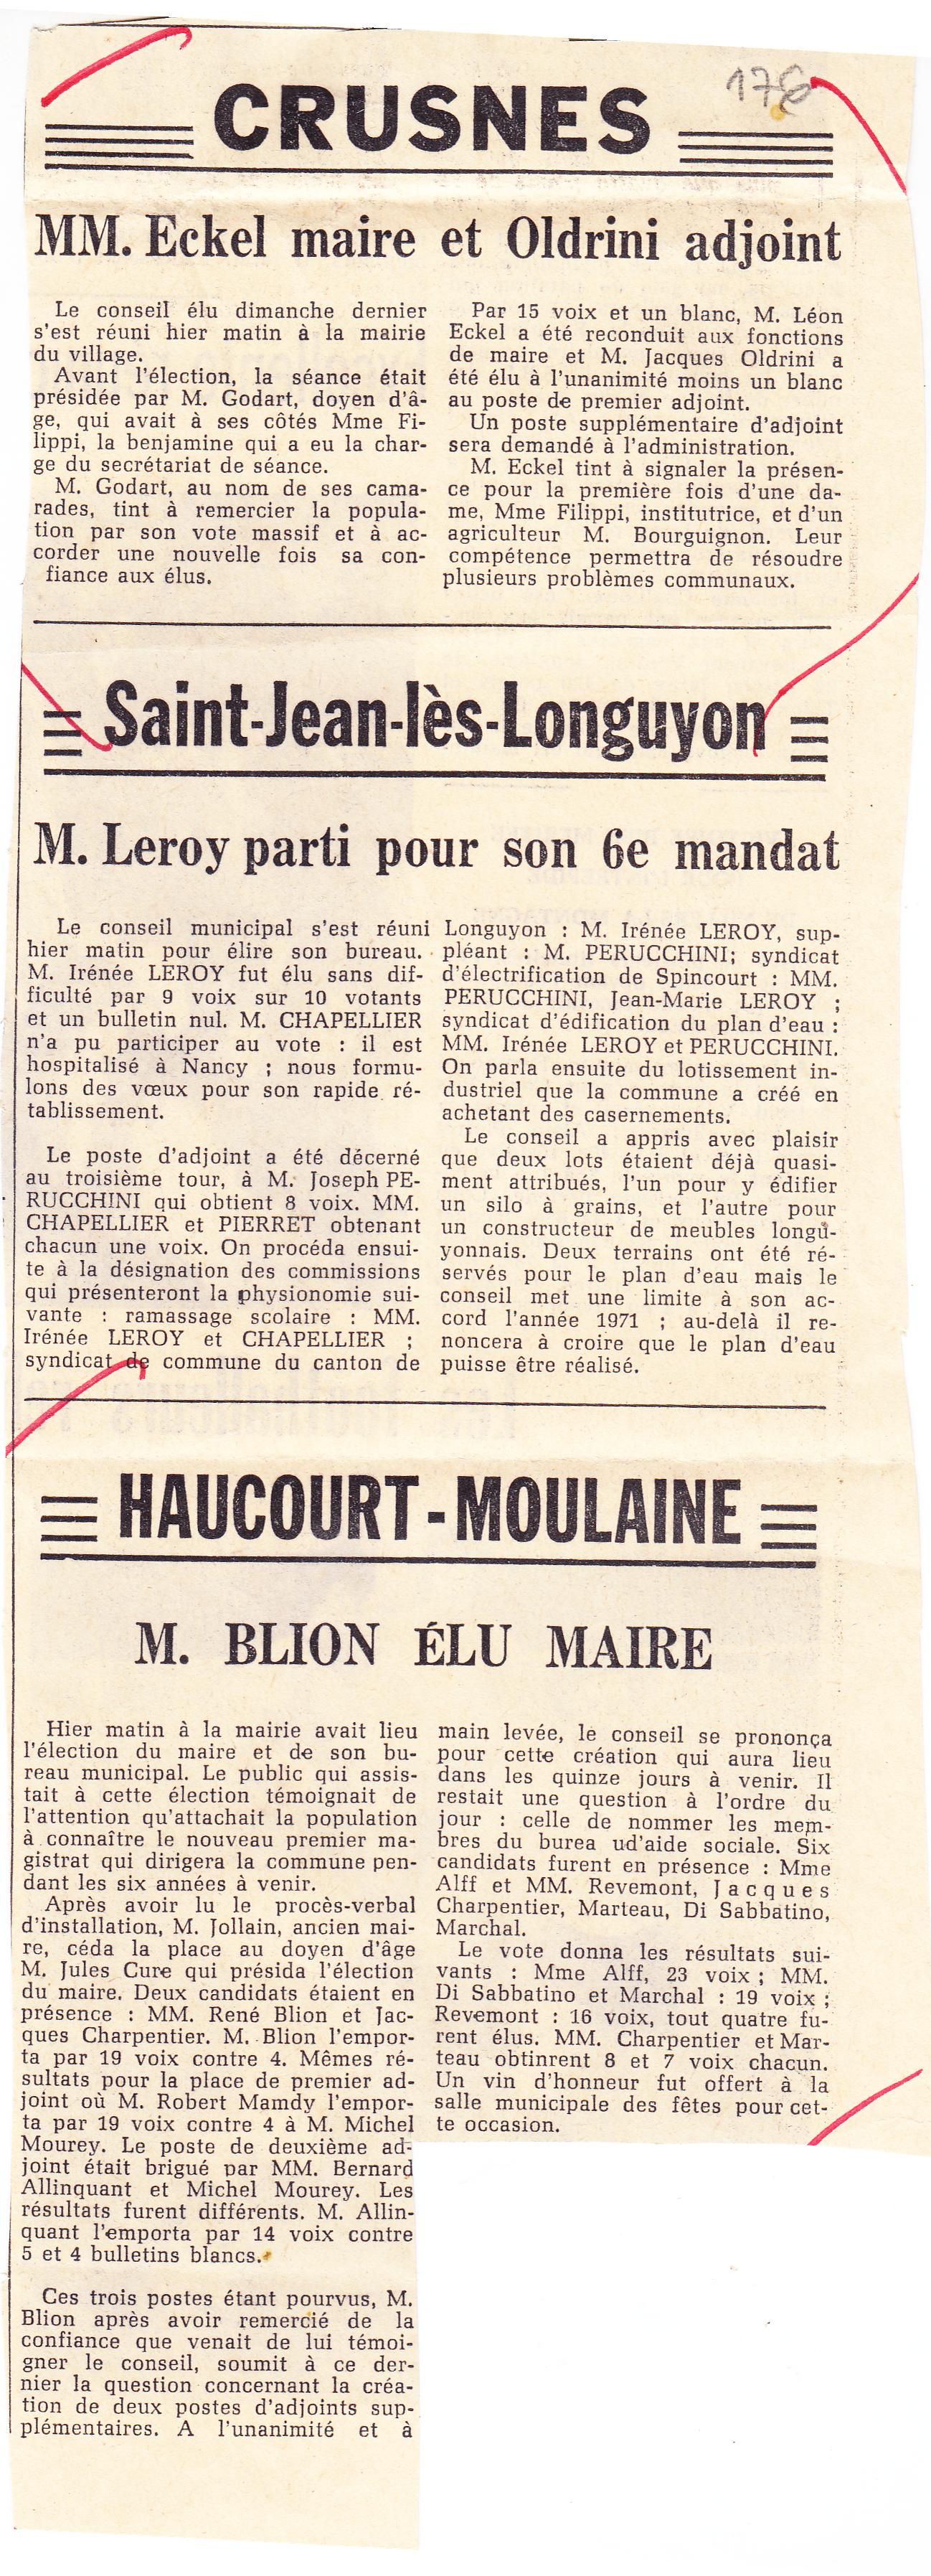 176
CRUSNES
MM. Eckel maire et Oldrini adjoint
Le conseil élu dimanche dernier
s'est réuni hier matin à la mairie
du village.
Avant l'élection, la séance était
présidée par M. Godart, doyen d'â-
ge, qui avait à ses côtés Mme Fi-
lippi, la benjamine qui a eu la char-
ge du secrétariat de séance.
M. Godart, au nom de ses cama-
rades, tint à remercier la popula-
tion par son vote massif et à ac-
corder une nouvelle fois sa con-
fiance aux élus.
Par 15 voix et un blanc, M. Léon
Eckel a été reconduit aux fonctions
de maire et M. Jacques Oldrini a
été élu à l'unanimité moins un blanc
au poste de premier adjoint.
Un poste supplémentaire d'adjoint
sera demandé à l'administration.
M. Eckel tint à signaler la présen-
ce pour la première fois d'une da-
me, Mme Filippi, institutrice, et d'un
agriculteur M. Bourguignon. Leur
compétence permettra de résoudre
plusieurs problèmes communaux.
Saint-Jean-lès-Longuyon
M. Leroy parti pour son 6e mandat
Le conseil municipal s'est réuni
hier matin pour élire son bureau.
M. Irénée LEROY fut élu sans dif-
ficulté par 9 voix sur 10 votants
et un bulletin nul. M. CHAPELLIER
n'a pu participer au vote : il est
hospitalisé à Nancy ; nous formu-
lons des vœux pour son rapide ré-
tablissement.
Le poste d'adjoint a été décerné
au troisième tour, à M. Joseph PE-
RUCCHINI qui obtient 8 voix. MM.
CHAPELLIER et PIERRET obtenant
chacun une voix. On procéda ensui-
te à la désignation des commissions
qui présenteront la physionomie sui-
vante : ramassage scolaire : MM.
Irénée LEROY et CHAPELLIER ;
syndicat de commune du canton de
Longuyon : M. Irénée LEROY, sup-
pléant : M. PERUCCHINI; syndicat
d'électrification de Spincourt : MM.
PERUCCHINI, Jean-Marie LEROY ;
syndicat d'édification du plan d'eau :
MM. Irénée LEROY et PERUCCHINI.
On parla ensuite du lotissement in-
dustriel que la commune a créé en
achetant des casernements.
Le conseil a appris avec plaisir
que deux lots étaient déjà quasi-
ment attribués, l'un pour y édifier
un silo à grains, et l'autre pour
un constructeur de meubles longu-
yonnais. Deux terrains ont été ré-
servés pour le plan d'eau mais le
conseil met une limite à son ac-
cord l'année 1971 ; au-delà il re-
noncera à croire que le plan d'eau
puisse être réalisé.
HAUCOURT-MOULAINE
M. BLION ÉLU MAIRE
Hier matin à la mairie avait lieu
l'élection du maire et de son bu-
reau municipal. Le public qui assis-
tait à cette élection témoignait de
l'attention qu'attachait la population
à connaître le nouveau premier ma-
gistrat qui dirigera la commune pen-
dant les six années à venir.
Après avoir lu le procès-verbal
d'installation, M. Jollain, ancien mai-
re, céda la place au doyen d'âge
M. Jules Cure qui présida l'élection
du maire. Deux candidats étaient en
présence : MM. René Blion et Jac-
ques Charpentier. M. Blion l'empor-
ta par 19 voix contre 4. Mêmes ré-
sultats pour la place de premier ad-
joint où M. Robert Mamdy l'empor-
ta par 19 voix contre 4 à M. Michel
Mourey. Le poste de deuxième ad-
joint était brigué par MM. Bernard
Allinquant et Michel Mourey. Les
résultats furent différents. M. Allin-
quant l'emporta par 14 voix contre
5 et 4 bulletins blancs.
Ces trois postes étant pourvus, M.
Blion après avoir remercié de la
confiance que venait de lui témoi-
gner le conseil, soumit à ce der-
nier la question concernant la créa-
tion de deux postes d'adjoints sup-
plémentaires. A l'unanimité et à
main levée, le conseil se prononça
pour cette création qui aura lieu
dans les quinze jours à venir. Il
restait une question à l'ordre du
jour : celle de nommer les mem-
bres du burea ud'aide sociale. Six
candidats furent en présence : Mme
Alff et MM. Revemont, Jacques
Charpentier, Marteau, Di Sabbatino,
Marchal.
Le vote donna les résultats sui-
vants : Mme Alff, 23 voix ; MM.
Di Sabbatino et Marchal : 19 voix ;
Revemont : 16 voix, tout quatre fu-
rent élus. MM. Charpentier et Mar-
teau obtinrent 8 et 7 voix chacun.
Un vin d'honneur fut offert à la
salle municipale des fêtes pour cet-
te occasion.